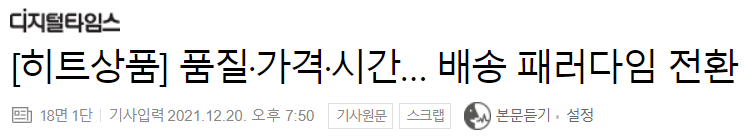 디지털타임스
[히트상품] 품질·가격·시간... 배송 패러다임 전환
18면 1단 기사입력 2021.12.20. 오후 7:50 기사원문 스크랩 본문듣기 · 설정